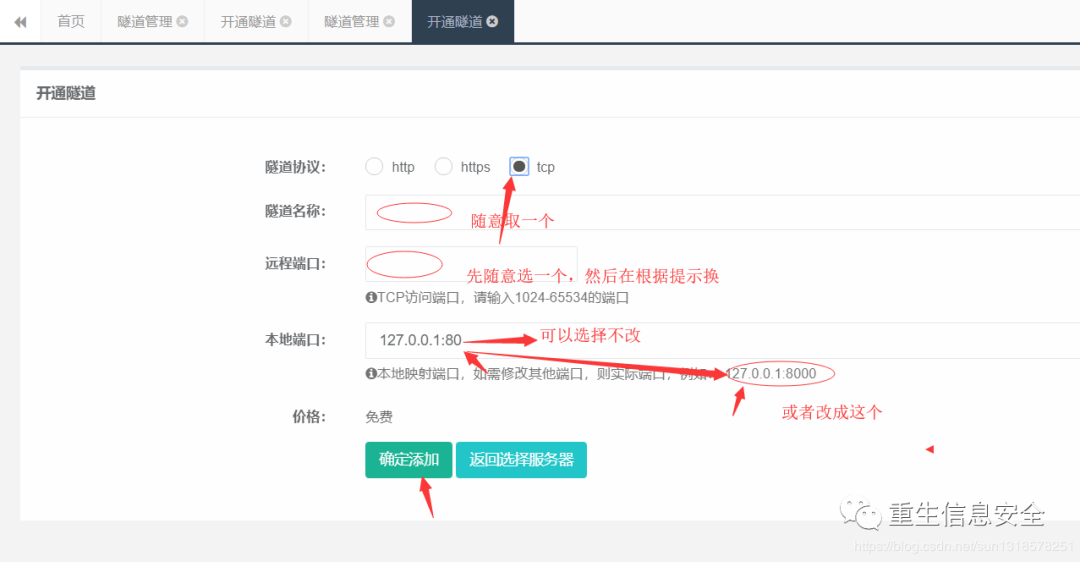 首页 隧道管理 开通隧道 隧道管理 开通隧道
开通隧道
隧道协议： http https tcp
隧道名称： 随意取一个
远程端口：
先随意选一个，然后在根据提示换
TCP访问端口，请输入1024-65534的端口
本地端口： 127.0.0.1:80 可以选择不改
本地映射端口，如需修改其他端口，则实际端口，例如：127.0.0.1:8000
或者改成这个
价格： 免费
确定添加 返回选择服务器
重生信息安全
https://blog.csdn.net/sun1318578251